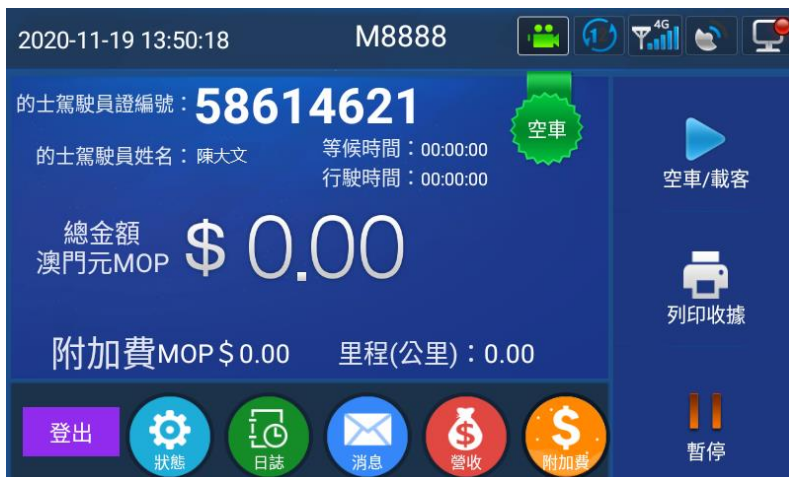 2020-11-19 13:50:18
M8888
1
4G
的士駕駛員證編號：58614621
空車
的士駕駛員姓名：陳大文
等候時間：00:00:00
行駛時間：00:00:00
空車/載客
總金額
澳門元MOP $ 0.00
列印收據
附加費MOP$0.00
里程(公里)：0.00
登出
狀態
日誌
消息
$
營收
$
附加費
暫停